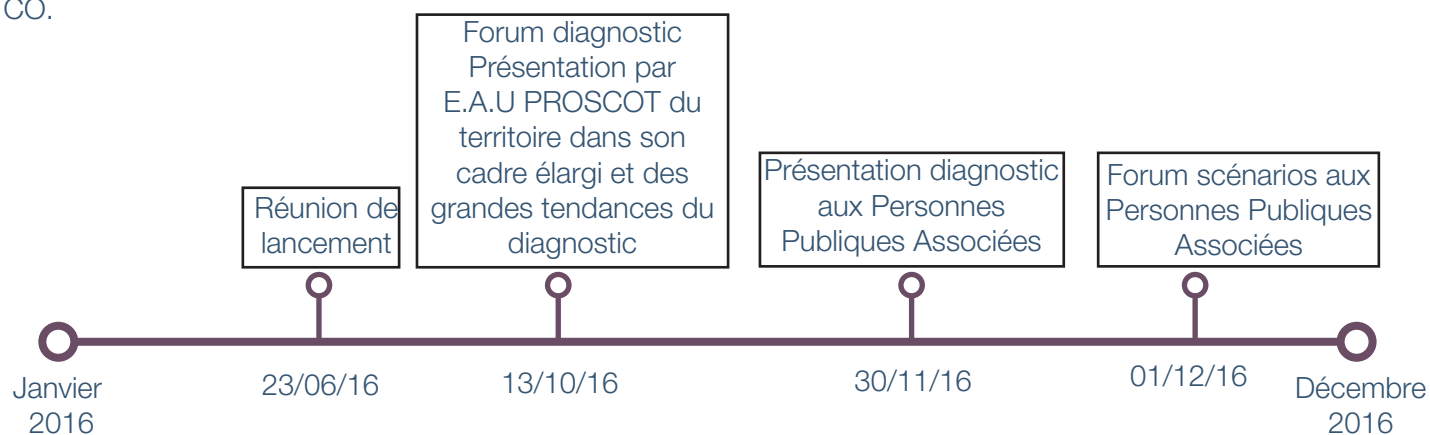 CO.
Forum diagnostic
Présentation par
E.A.U PROSCOT du
territoire dans son
cadre élargi et des
grandes tendances du
diagnostic
Présentation diagnostic
aux Personnes
Publiques Associées
Forum scénarios aux
Personnes Publiques
Associées
Réunion de
lancement
Janvier
2016
23/06/16
13/10/16
30/11/16
01/12/16
Décembre
2016